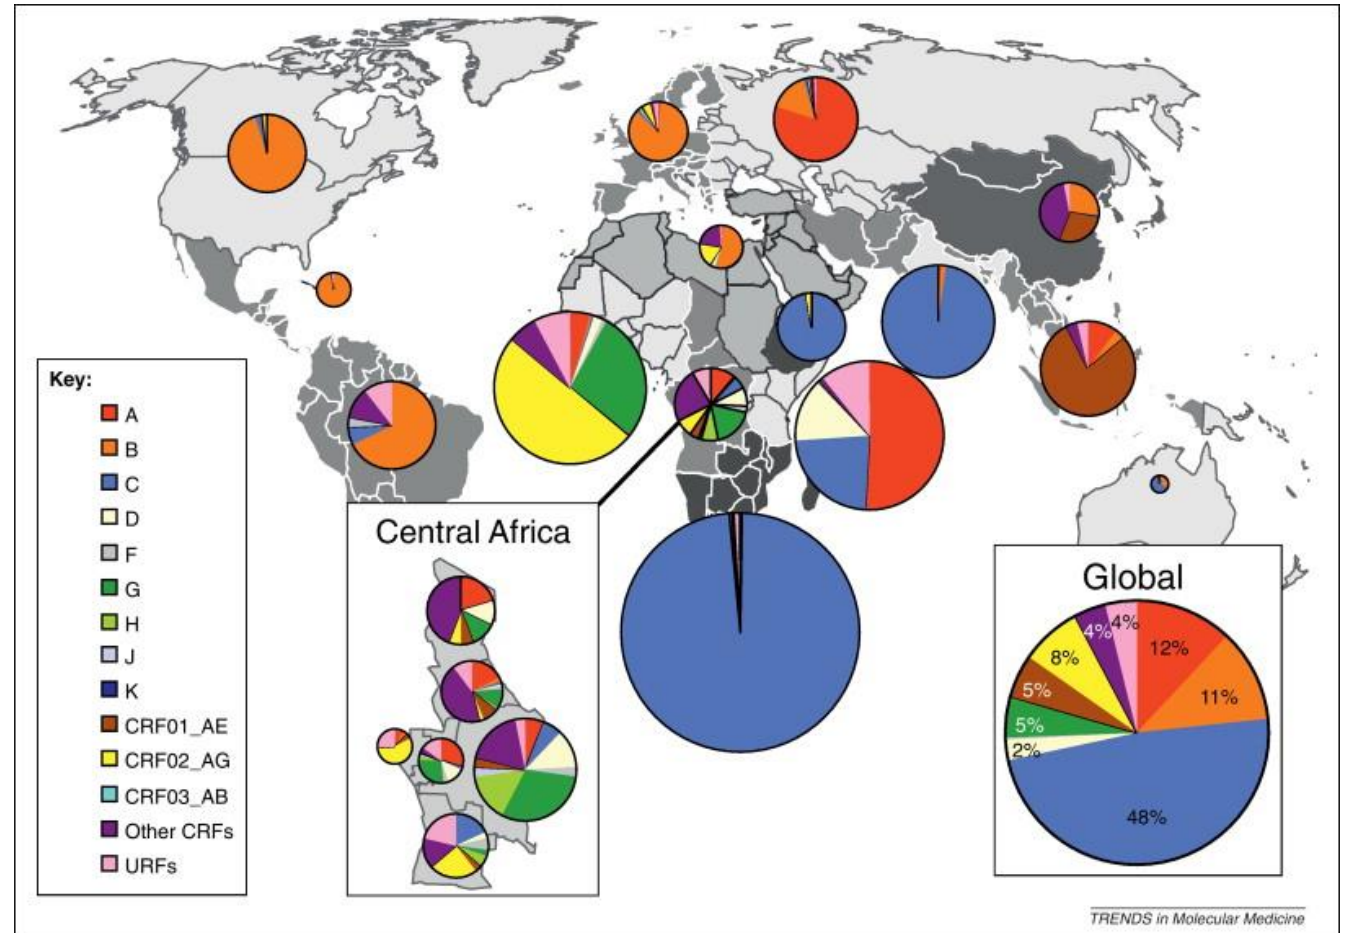 Key:
A
B
C
D
F
G
H
J
K
CRF01_AE
CRF02_AG
CRF03_AB
Other CRFs
URFs
Central Africa
Global
4%
4%
12%
8%
11%
5%
5%
2%
48%
TRENDS in Molecular Medicine